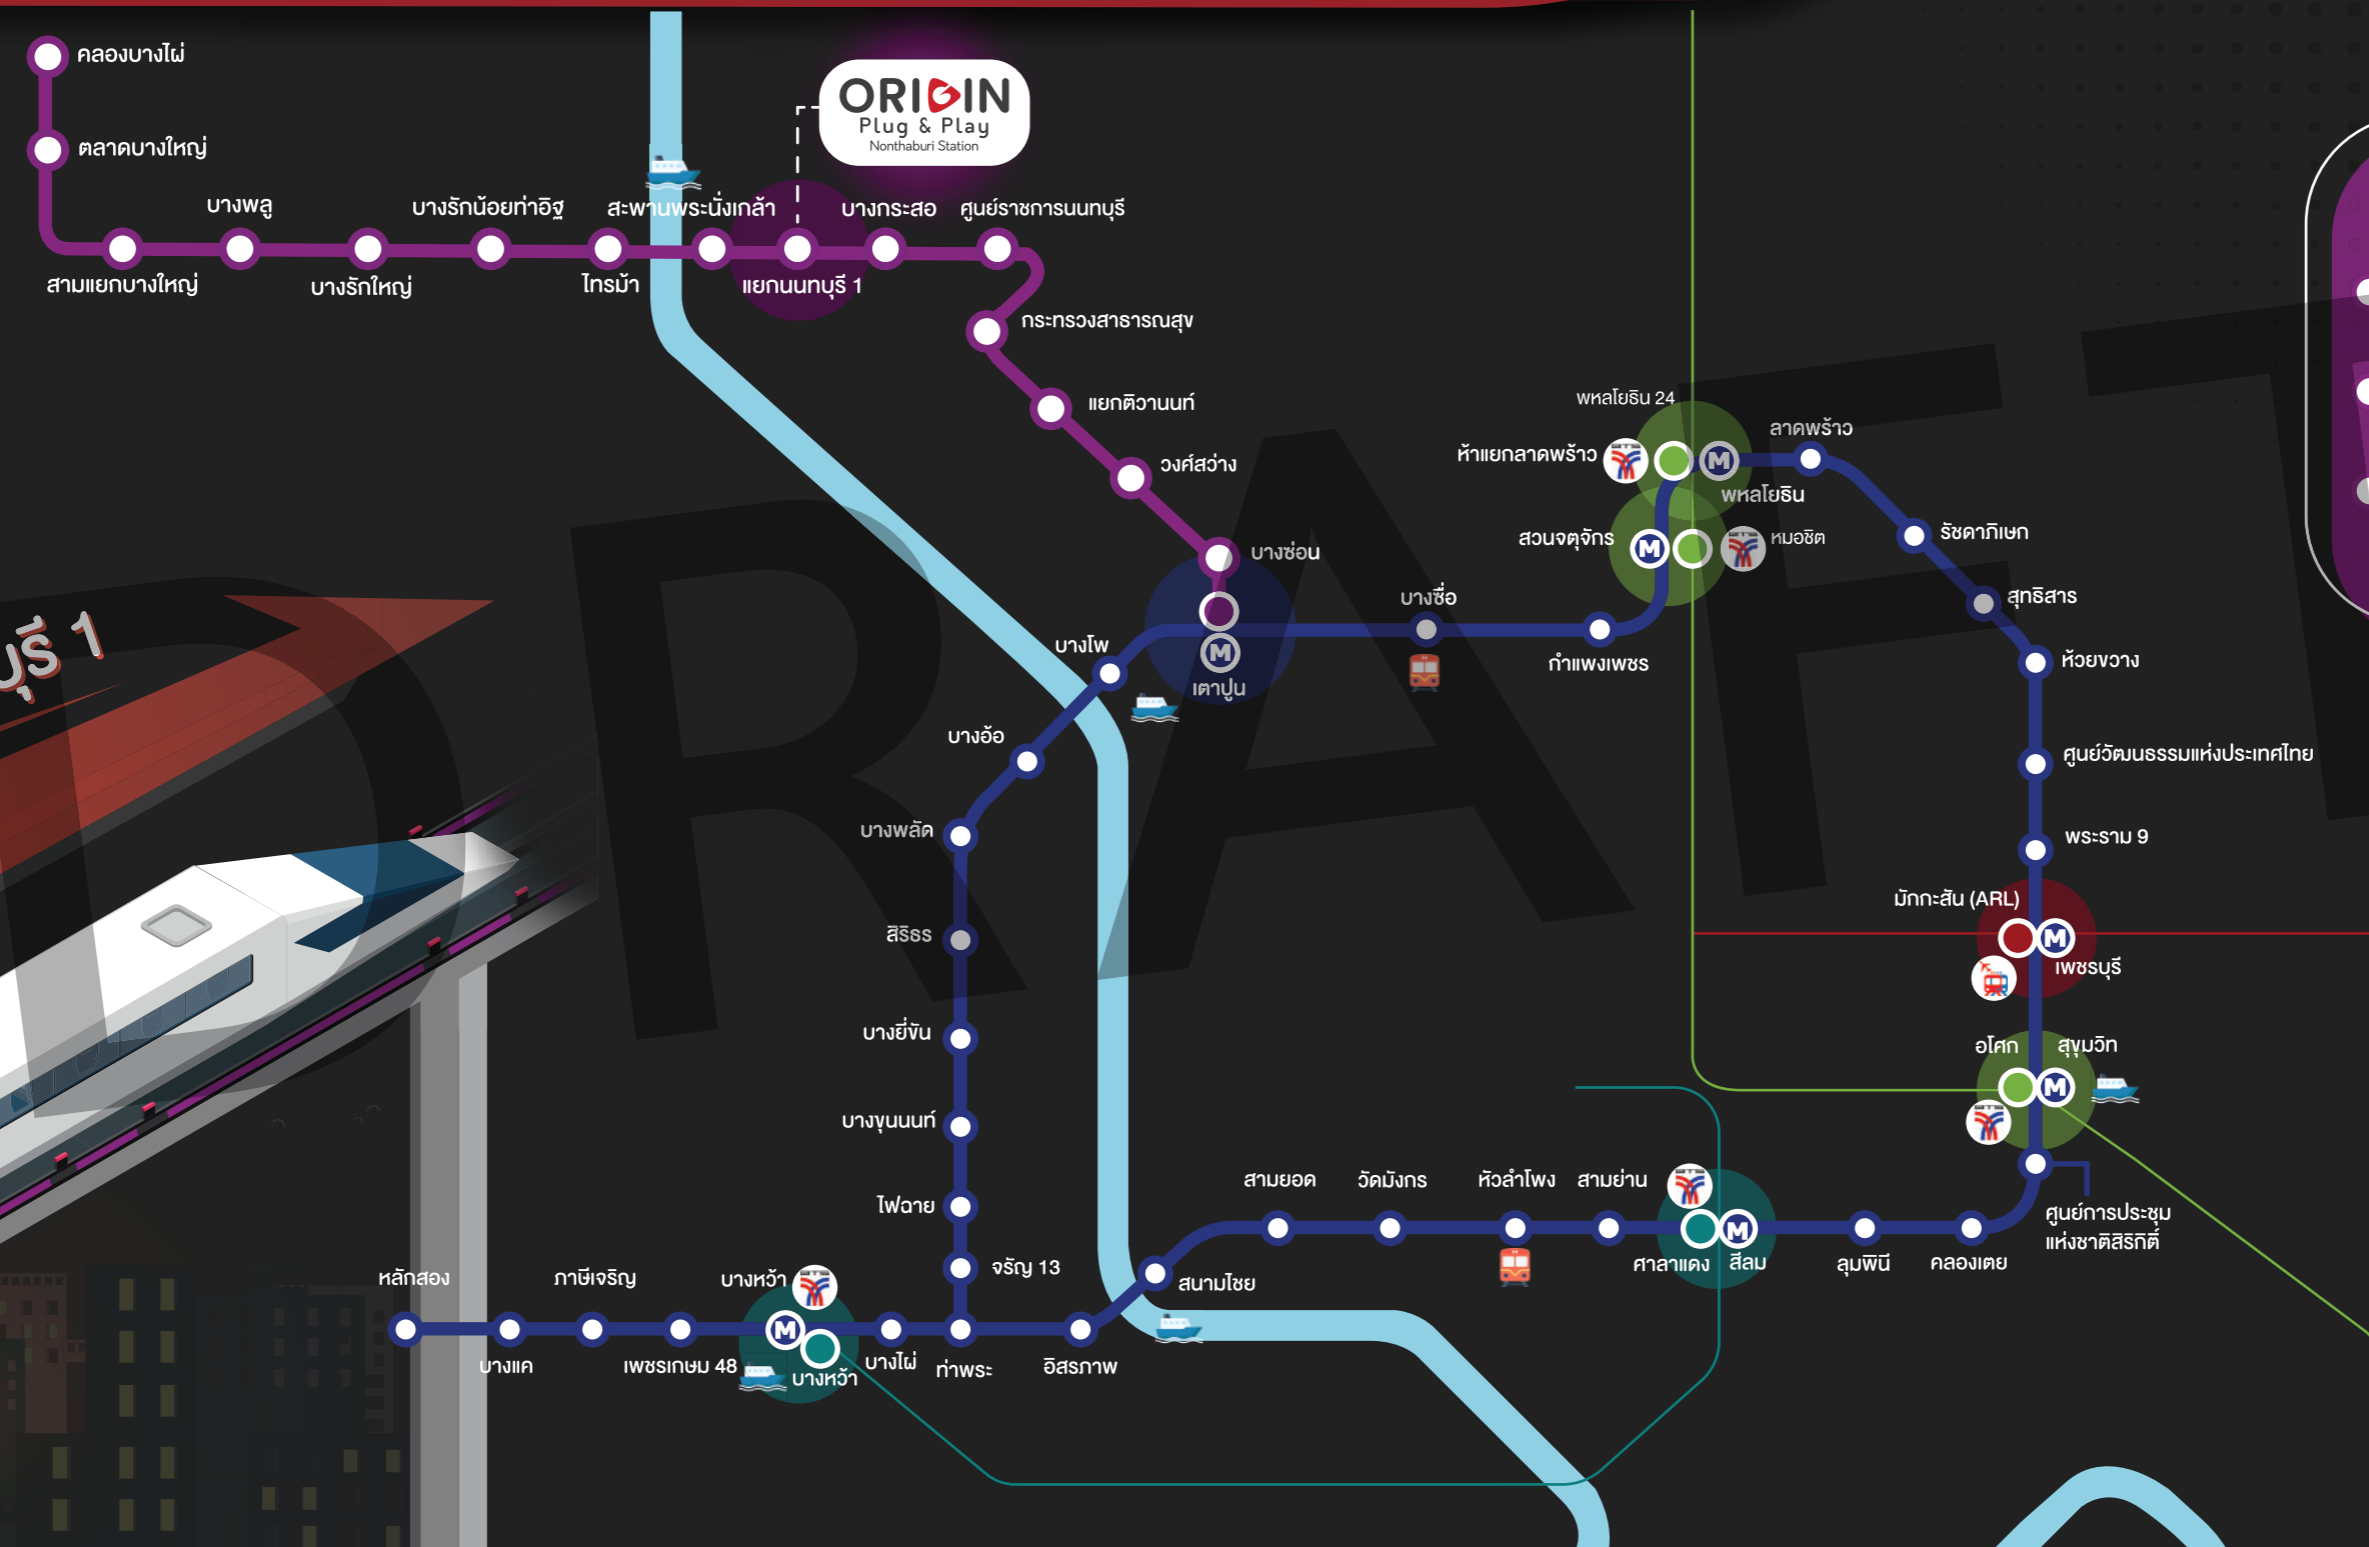 คลองบางไผ่
ตลาดบางใหญ่
ORIGIN
Plug & Play
Nonthaburi Station
สามแยกบางใหญ่
บางพลู
บางรักใหญ่
บางรักน้อยท่าอิฐ
ไทรม้า
สะพานพระนั่งเกล้า
แยกนนทบุรี 1
บางกระสอ
ศูนย์ราชการนนทบุรี
กระทรวงสาธารณสุข
แยกติวานนท์
วงศ์สว่าง
บางซ่อน
M
เตาปูน
บางซื่อ
กำแพงเพชร
สวนจตุจักร
M
หมอชิต
พหลโยธิน 24
ห้าแยกลาดพร้าว
M
พหลโยธิน
ลาดพร้าว
รัชดาภิเษก
สุทธิสาร
ห้วยขวาง
ศูนย์วัฒนธรรมแห่งประเทศไทย
พระราม 9
มักกะสัน (ARL)
M
เพชรบุรี
อโศก
สุขุมวิท
M
ศูนย์การประชุม
แห่งชาติสิริกิติ์
คลองเตย
ลุมพินี
สีลม
M
ศาลาแดง
สามย่าน
หัวลำโพง
วัดมังกร
สามยอด
สนามไชย
อิสรภาพ
ท่าพระ
บางไผ่
บางหว้า
M
บางหว้า
เพชรเกษม 48
ภาษีเจริญ
บางแค
หลักสอง
จรัญ 13
ไฟฉาย
บางขุนนนท์
บางยี่ขัน
สิริธร
บางพลัด
บางอ้อ
บางโพ
บุรี 1
DRAFT